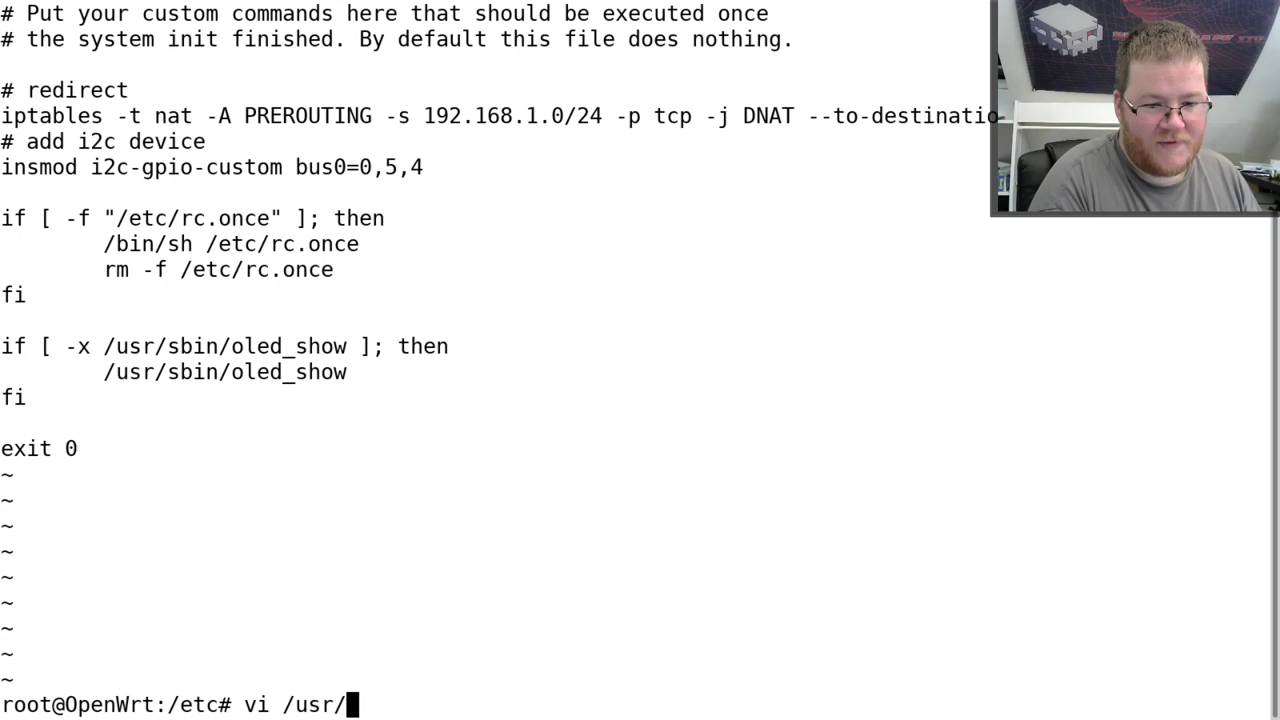 # Put your custom commands here that should be executed once
# the system init finished. By default this file does nothing.
# redirect
iptables -t nat -A PREROUTING -s 192.168.1.0/24 -p tcp -j DNAT --to-destinatio
# add i2c device
insmod i2c-gpio-custom bus0=0,5,4
if [ -f "/etc/rc.once" ]; then
/bin/sh /etc/rc.once
rm -f /etc/rc.once
fi
if [ -x /usr/sbin/oled_show ]; then
/usr/sbin/oled_show
fi
exit 0
~
~
~
~
~
~
~
~
~
root@OpenWrt:/etc# vi /usr/